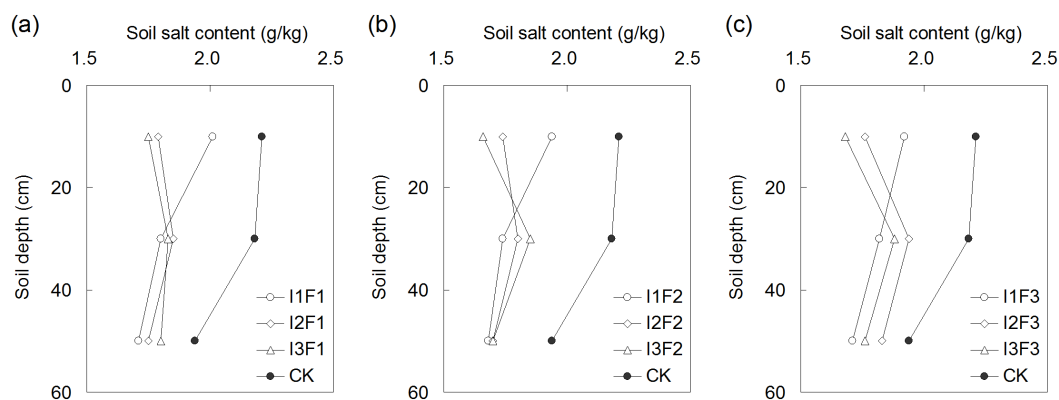 (a)
Soil salt content (g/kg)
1.5 2.0 2.5
0
20
40
60
Soil depth (cm)
I1F1
I2F1
I3F1
CK
(b)
Soil salt content (g/kg)
1.5 2.0 2.5
0
20
40
60
Soil depth (cm)
I1F2
I2F2
I3F2
CK
(c)
Soil salt content (g/kg)
1.5 2.0 2.5
0
20
40
60
Soil depth (cm)
I1F3
I2F3
I3F3
CK